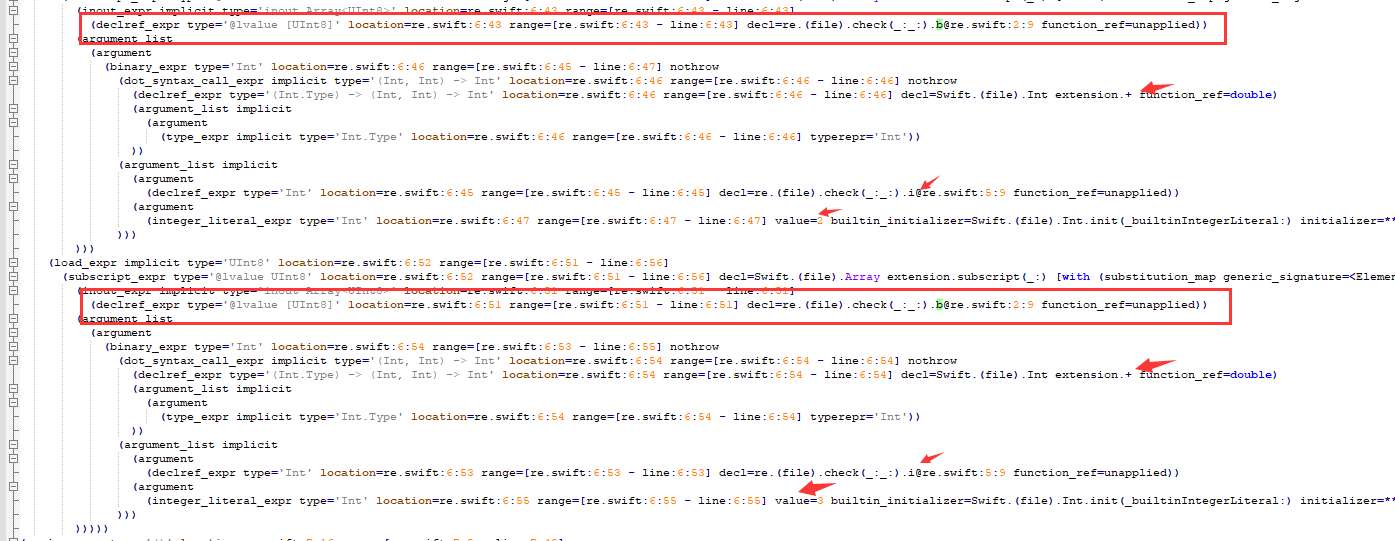 (inout_expr implicit type='inout Array<UInt8>' location=re.swift:6:43 range=[re.swift:6:43 - line:6:43]
(declref_expr type='@lvalue [UInt8]' location=re.swift:6:43 range=[re.swift:6:43 - line:6:43] decl=re.(file).check(_:_:).b@re.swift:2:9 function_ref=unapplied))
(argument_list
(argument
(binary_expr type='Int' location=re.swift:6:46 range=[re.swift:6:45 - line:6:47] nothrow
(dot_syntax_call_expr implicit type='(Int, Int) -> Int' location=re.swift:6:46 range=[re.swift:6:46 - line:6:46] nothrow
(declref_expr type='(Int.Type) -> (Int, Int) -> Int' location=re.swift:6:46 range=[re.swift:6:46 - line:6:46] decl=Swift.(file).Int extension.+ function_ref=double)
(argument_list implicit
(argument
(type_expr implicit type='Int.Type' location=re.swift:6:46 range=[re.swift:6:46 - line:6:46] typerepr='Int'))
))
(argument_list implicit
(argument
(declref_expr type='Int' location=re.swift:6:45 range=[re.swift:6:45 - line:6:45] decl=re.(file).check(_:_:).i@re.swift:5:9 function_ref=unapplied))
(argument
(integer_literal_expr type='Int' location=re.swift:6:47 range=[re.swift:6:47 - line:6:47] value=2 builtin_initializer=Swift.(file).Int.init(_builtinIntegerLiteral:) initializer=**
)))
)))
(load_expr implicit type='UInt8' location=re.swift:6:52 range=[re.swift:6:51 - line:6:56]
(subscript_expr type='@lvalue UInt8' location=re.swift:6:52 range=[re.swift:6:51 - line:6:56] decl=Swift.(file).Array extension.subscript(_:) [with (substitution_map generic_signature=<Elemen
(inout_expr implicit type='inout Array<UInt8>' location=re.swift:6:51 range=[re.swift:6:51 - line:6:51]
(declref_expr type='@lvalue [UInt8]' location=re.swift:6:51 range=[re.swift:6:51 - line:6:51] decl=re.(file).check(_:_:).b@re.swift:2:9 function_ref=unapplied))
(argument_list
(argument
(binary_expr type='Int' location=re.swift:6:54 range=[re.swift:6:53 - line:6:55] nothrow
(dot_syntax_call_expr implicit type='(Int, Int) -> Int' location=re.swift:6:54 range=[re.swift:6:54 - line:6:54] nothrow
(declref_expr type='(Int.Type) -> (Int, Int) -> Int' location=re.swift:6:54 range=[re.swift:6:54 - line:6:54] decl=Swift.(file).Int extension.+ function_ref=double)
(argument_list implicit
(argument
(type_expr implicit type='Int.Type' location=re.swift:6:54 range=[re.swift:6:54 - line:6:54] typerepr='Int'))
))
(argument_list implicit
(argument
(declref_expr type='Int' location=re.swift:6:53 range=[re.swift:6:53 - line:6:53] decl=re.(file).check(_:_:).i@re.swift:5:9 function_ref=unapplied))
(argument
(integer_literal_expr type='Int' location=re.swift:6:55 range=[re.swift:6:55 - line:6:55] value=3 builtin_initializer=Swift.(file).Int.init(_builtinIntegerLiteral:) initializer=**
)))
)))))